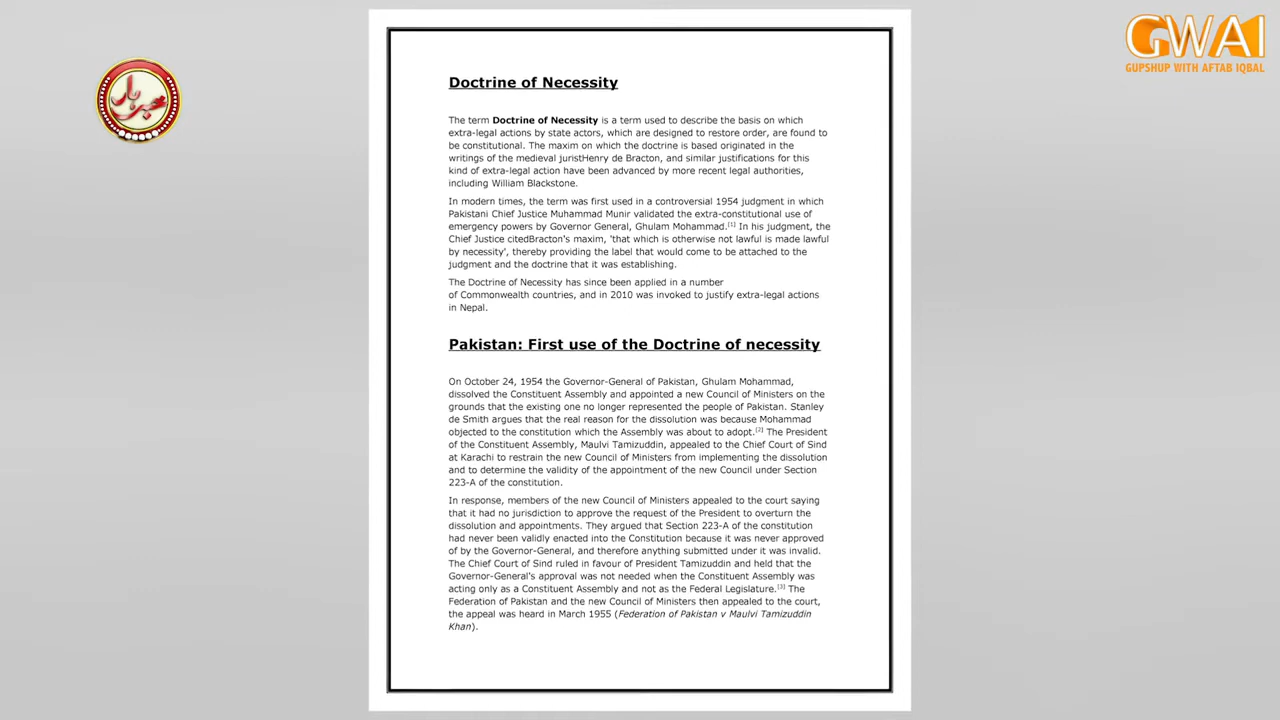 GWAI
GUPSHUP WITH AFTAB IQBAL
خبرہار
Doctrine of Necessity
The term Doctrine of Necessity is a term used to describe the basis on which
extra-legal actions by state actors, which are designed to restore order, are found to
be constitutional. The maxim on which the doctrine is based originated in the
writings of the medieval juristHenry de Bracton, and similar justifications for this
kind of extra-legal action have been advanced by more recent legal authorities,
including William Blackstone.
In modern times, the term was first used in a controversial 1954 judgment in which
Pakistani Chief Justice Muhammad Munir validated the extra-constitutional use of
emergency powers by Governor General, Ghulam Mohammad.[1] In his judgment, the
Chief Justice citedBracton's maxim, 'that which is otherwise not lawful is made lawful
by necessity', thereby providing the label that would come to be attached to the
judgment and the doctrine that it was establishing.
The Doctrine of Necessity has since been applied in a number
of Commonwealth countries, and in 2010 was invoked to justify extra-legal actions
in Nepal.
Pakistan: First use of the Doctrine of necessity
On October 24, 1954 the Governor-General of Pakistan, Ghulam Mohammad,
dissolved the Constituent Assembly and appointed a new Council of Ministers on the
grounds that the existing one no longer represented the people of Pakistan. Stanley
de Smith argues that the real reason for the dissolution was because Mohammad
objected to the constitution which the Assembly was about to adopt.[2] The President
of the Constituent Assembly, Maulvi Tamizuddin, appealed to the Chief Court of Sind
at Karachi to restrain the new Council of Ministers from implementing the dissolution
and to determine the validity of the appointment of the new Council under Section
223-A of the constitution.
In response, members of the new Council of Ministers appealed to the court saying
that it had no jurisdiction to approve the request of the President to overturn the
dissolution and appointments. They argued that Section 223-A of the constitution
had never been validly enacted into the Constitution because it was never approved
of by the Governor-General, and therefore anything submitted under it was invalid.
The Chief Court of Sind ruled in favour of President Tamizuddin and held that the
Governor-General's approval was not needed when the Constituent Assembly was
acting only as a Constituent Assembly and not as the Federal Legislature.[3] The
Federation of Pakistan and the new Council of Ministers then appealed to the court,
the appeal was heard in March 1955 (Federation of Pakistan v Maulvi Tamizuddin
Khan).